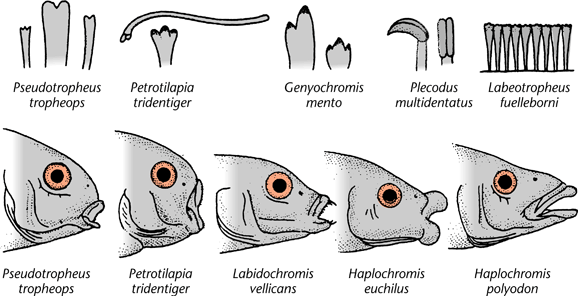 Pseudotropheus
tropheops
Petrotilapia
tridentiger
Genyochromis
mento
Plecodus
multidentatus
Labeotropheus
fuelleborni
Pseudotropheus
tropheops
Petrotilapia
tridentiger
Labidochromis
vellicans
Haplochromis
euchilus
Haplochromis
polyodon